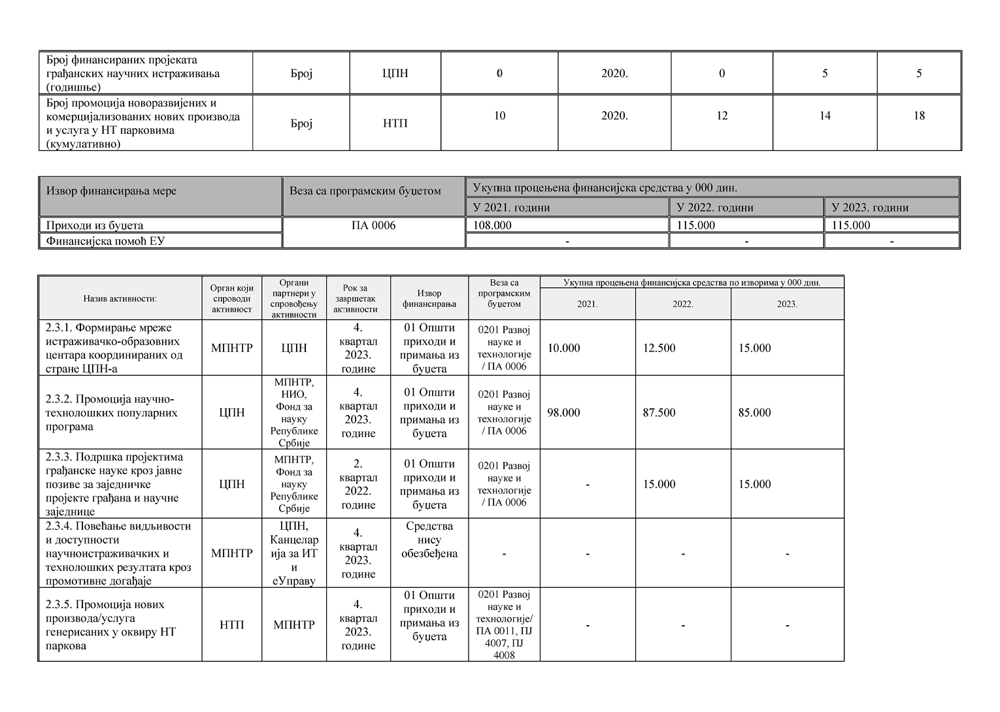 Број финансираних пројеката
грађанских научних истраживања
(годишње)
Број
ЦПН
0
2020.
0
5
5
Број промоција новоразвијених и
комерцијализованих нових производа
и услуга у НТ парковима
(кумулативно)
Број
НТП
10
2020.
12
14
18
Извор финансирања мере
Веза са програмским буџетом
Укупна процењена финансијска средства у 000 дин.
У 2021. години
У 2022. години
У 2023. години
Приходи из буџета
ПА 0006
108.000
115.000
115.000
Финансијска помоћ ЕУ
-
-
-
Назив активности:
Орган који
спроводи
активност
Органи
партнери у
спровођењу
активности
Рок за
завршетак
активности
Извор
финансирања
Веза са
програмским
буџетом
Укупна процењена финансијска средства по изворима у 000 дин.
2021.
2022.
2023.
2.3.1. Формирање мреже
истраживачко-образовних
центара координираних од
стране ЦПН-а
МПНТР
ЦПН
4.
квартал
2023.
године
01 Општи
приходи и
примања из
буџета
0201 Развој
науке и
технологије
/ ПА 0006
10.000
12.500
15.000
2.3.2. Промоција научно-
технолошких популарних
програма
ЦПН
МПНТР,
НИО,
Фонд за
науку
Републике
Србије
4.
квартал
2023.
године
01 Општи
приходи и
примања из
буџета
0201 Развој
науке и
технологије
/ ПА 0006
98.000
87.500
85.000
2.3.3. Подршка пројектима
грађанске науке кроз јавне
позиве за заједничке
пројекте грађана и научне
заједнице
ЦПН
МПНТР,
Фонд за
науку
Републике
Србије
2.
квартал
2022.
године
01 Општи
приходи и
примања из
буџета
0201 Развој
науке и
технологије
/ ПА 0006
-
15.000
15.000
2.3.4. Повећање видљивости
и доступности
научноистраживачких и
технолошких резултата кроз
промотивне догађаје
МПНТР
ЦПН,
Канцелар
ија за ИТ
и
еУправу
4.
квартал
2023.
године
Средства
нису
обезбеђена
-
-
-
-
2.3.5. Промоција нових
производа/услуга
генерисаних у оквиру НТ
паркова
НТП
МПНТР
4.
квартал
2023.
године
01 Општи
приходи и
примања из
буџета
0201 Развој
науке и
технологије/
ПА 0011, ПЈ
4007, ПЈ
4008
-
-
-